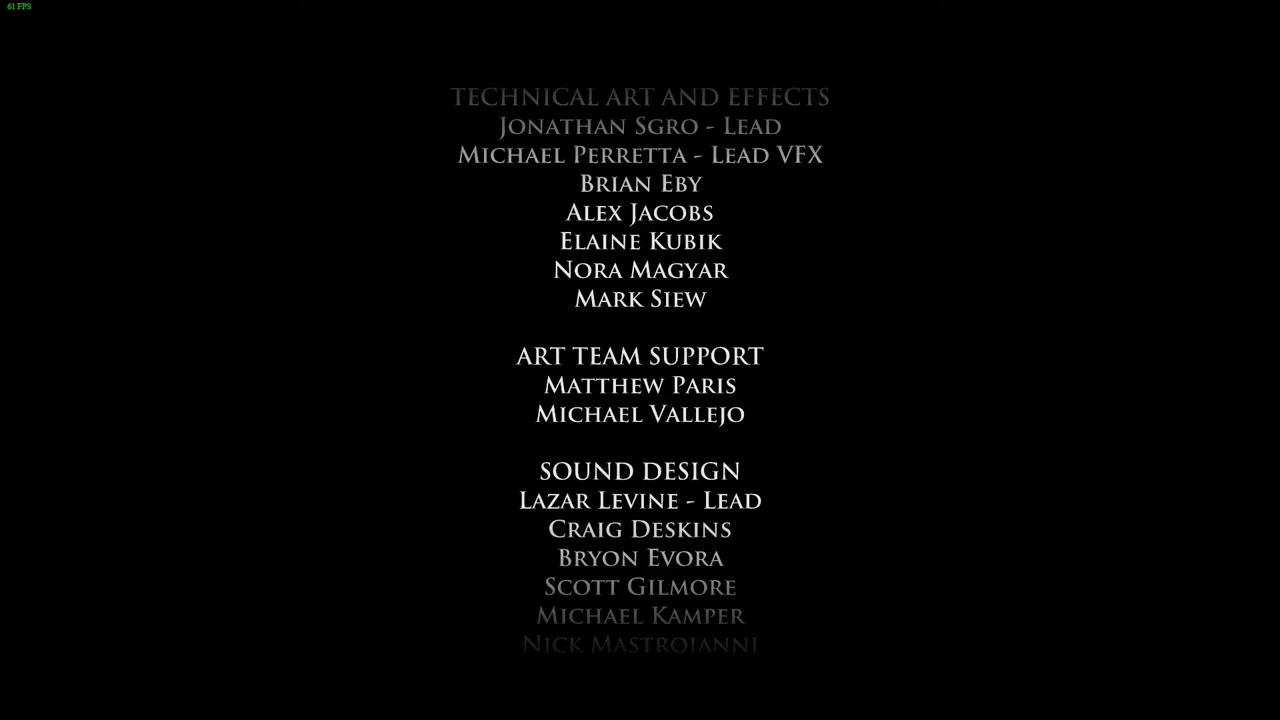 61 FPS
TECHNICAL ART AND EFFECTS
JONATHAN SGRO - LEAD
MICHAEL PERRETTA - LEAD VFX
BRIAN EBY
ALEX JACOBS
ELAINE KUBIK
NORA MAGYAR
MARK SIEW
ART TEAM SUPPORT
MATTHEW PARIS
MICHAEL VALLEJO
SOUND DESIGN
LAZAR LEVINE - LEAD
CRAIG DESKINS
BRYON EVORA
SCOTT GILMORE
MICHAEL KAMPER
NICK MASTROIANNI